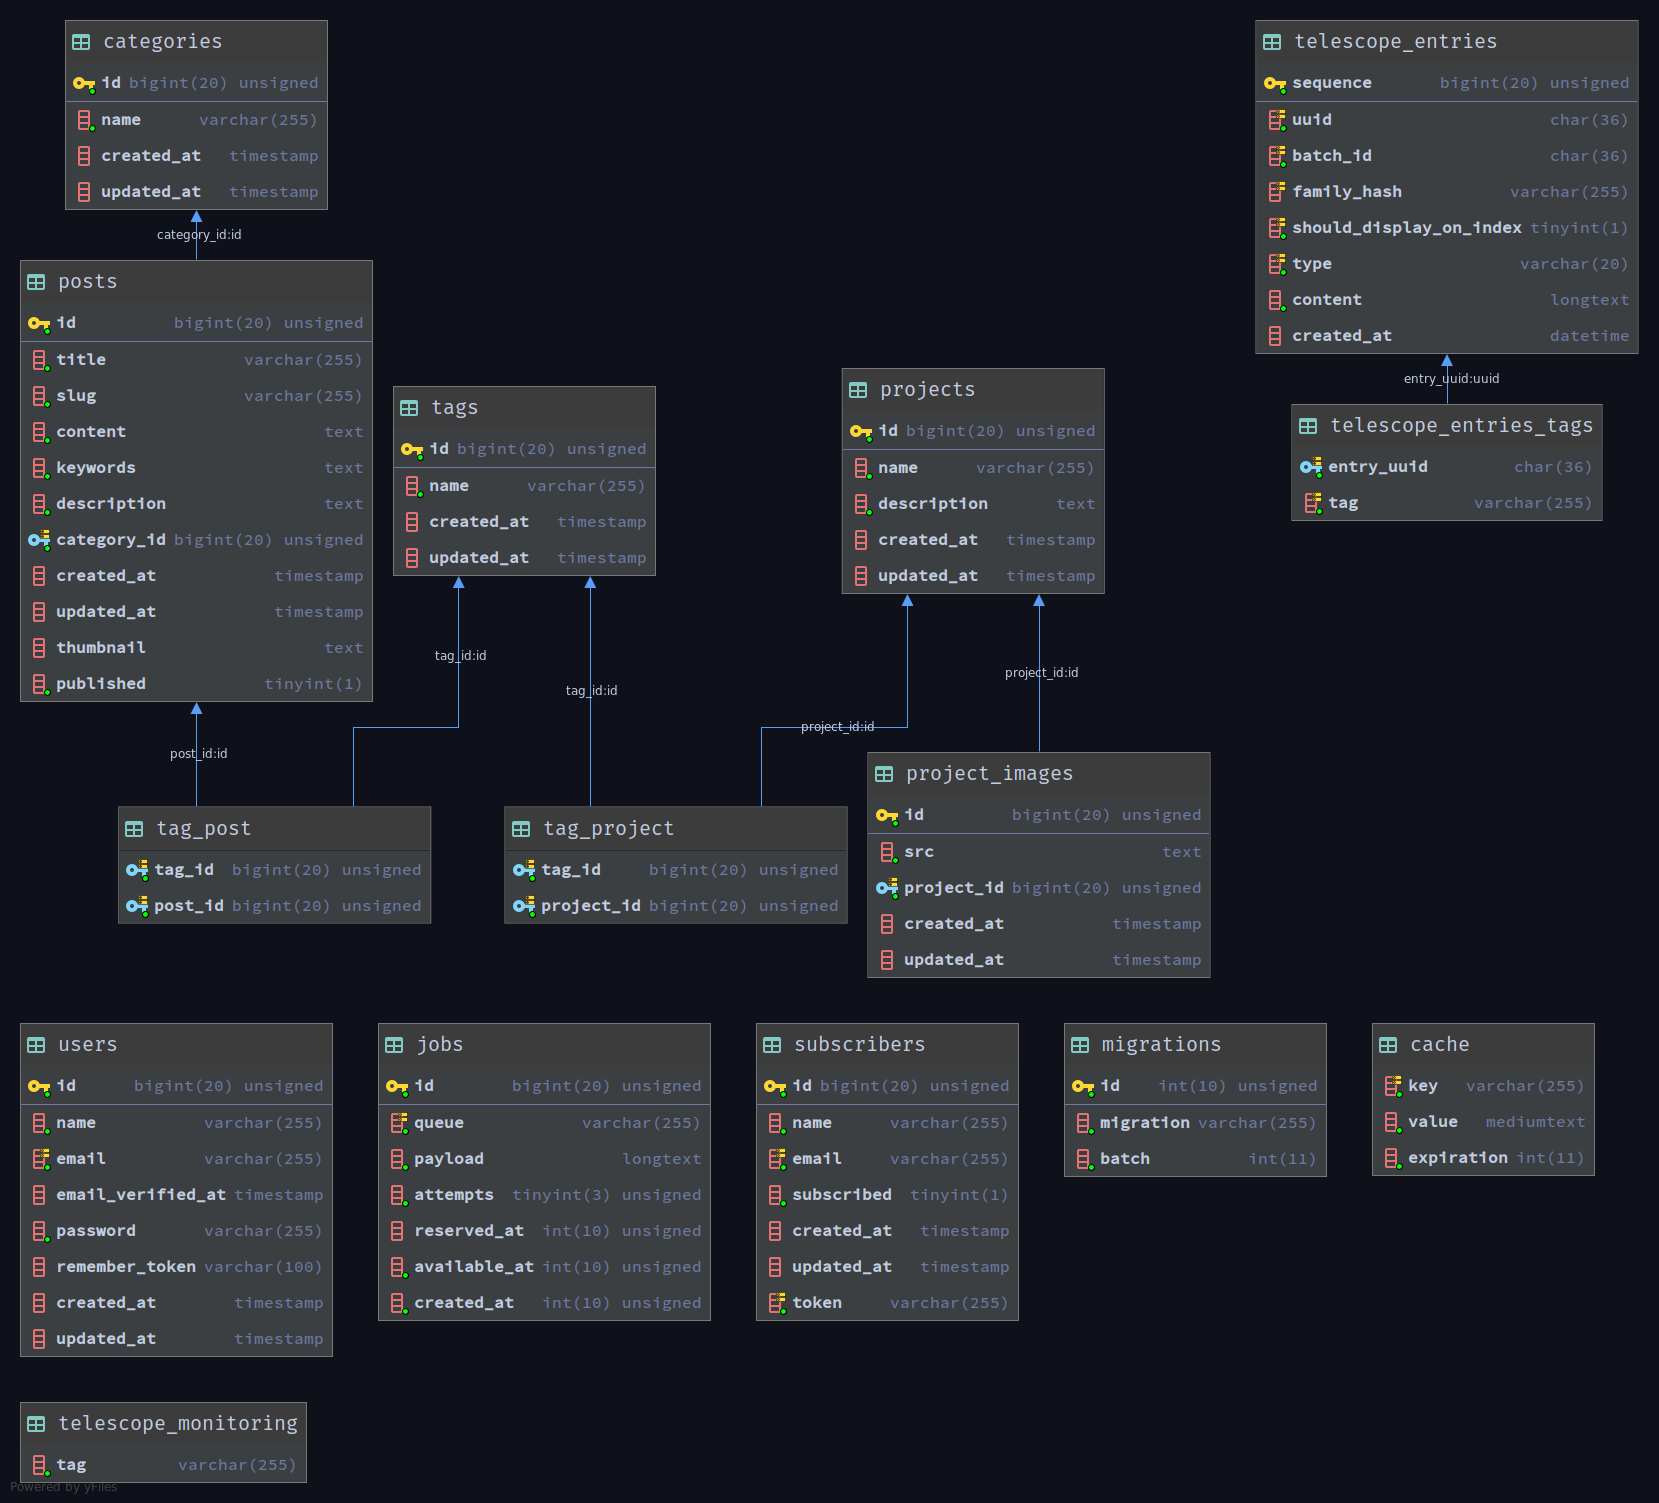 categories
id bigint(20) unsigned
name varchar(255)
created_at timestamp
updated_at timestamp
category_id:id
posts
id bigint(20) unsigned
title varchar(255)
slug varchar(255)
content text
keywords text
description text
category_id bigint(20) unsigned
created_at timestamp
updated_at timestamp
thumbnail text
published tinyint(1)
post_id:id
tags
id bigint(20) unsigned
name varchar(255)
created_at timestamp
updated_at timestamp
tag_id:id
tag_id:id
projects
id bigint(20) unsigned
name varchar(255)
description text
created_at timestamp
updated_at timestamp
project_id:id
project_id:id
telescope_entries
sequence bigint(20) unsigned
uuid char(36)
batch_id char(36)
family_hash varchar(255)
should_display_on_index tinyint(1)
type varchar(20)
content longtext
created_at datetime
entry_uuid:uuid
telescope_entries_tags
entry_uuid char(36)
tag varchar(255)
tag_post
tag_id bigint(20) unsigned
post_id bigint(20) unsigned
tag_project
tag_id bigint(20) unsigned
project_id bigint(20) unsigned
project_images
id bigint(20) unsigned
src text
project_id bigint(20) unsigned
created_at timestamp
updated_at timestamp
users
id bigint(20) unsigned
name varchar(255)
email varchar(255)
email_verified_at timestamp
password varchar(255)
remember_token varchar(100)
created_at timestamp
updated_at timestamp
jobs
id bigint(20) unsigned
queue varchar(255)
payload longtext
attempts tinyint(3) unsigned
reserved_at int(10) unsigned
available_at int(10) unsigned
created_at int(10) unsigned
subscribers
id bigint(20) unsigned
name varchar(255)
email varchar(255)
subscribed tinyint(1)
created_at timestamp
updated_at timestamp
token varchar(255)
migrations
id int(10) unsigned
migration varchar(255)
batch int(11)
cache
key varchar(255)
value mediumtext
expiration int(11)
telescope_monitoring
tag varchar(255)
Powered by yFiles